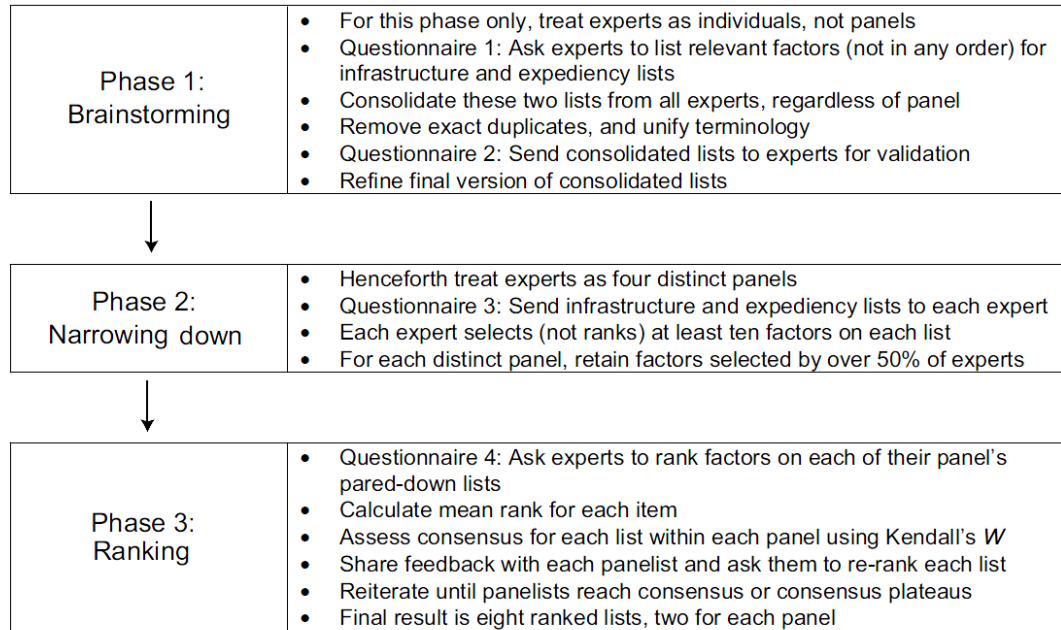 Phase 1:
Brainstorming
• For this phase only, treat experts as individuals, not panels
• Questionnaire 1: Ask experts to list relevant factors (not in any order) for
infrastructure and expediency lists
• Consolidate these two lists from all experts, regardless of panel
• Remove exact duplicates, and unify terminology
• Questionnaire 2: Send consolidated lists to experts for validation
• Refine final version of consolidated lists
Phase 2:
Narrowing down
• Henceforth treat experts as four distinct panels
• Questionnaire 3: Send infrastructure and expediency lists to each expert
• Each expert selects (not ranks) at least ten factors on each list
• For each distinct panel, retain factors selected by over 50% of experts
Phase 3:
Ranking
• Questionnaire 4: Ask experts to rank factors on each of their panel's
pared-down lists
• Calculate mean rank for each item
• Assess consensus for each list within each panel using Kendall's W
• Share feedback with each panelist and ask them to re-rank each list
• Reiterate until panelists reach consensus or consensus plateaus
• Final result is eight ranked lists, two for each panel